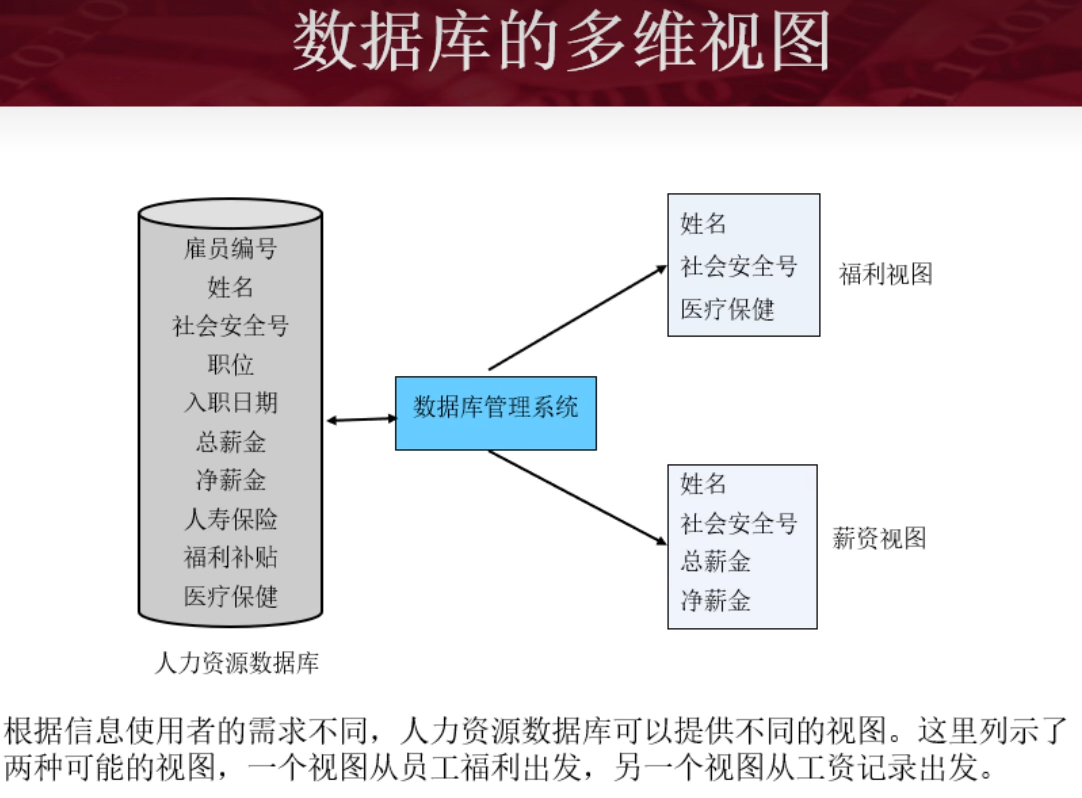 数据库的多维视图
雇员编号
姓名
社会安全号
职位
入职日期
总薪金
净薪金
人寿保险
福利补贴
医疗保健
人力资源数据库
数据库管理系统
姓名
社会安全号
医疗保健
福利视图
姓名
社会安全号
总薪金
净薪金
薪资视图
根据信息使用者的需求不同，人力资源数据库可以提供不同的视图。这里列示了
两种可能的视图，一个视图从员工福利出发，另一个视图从工资记录出发。